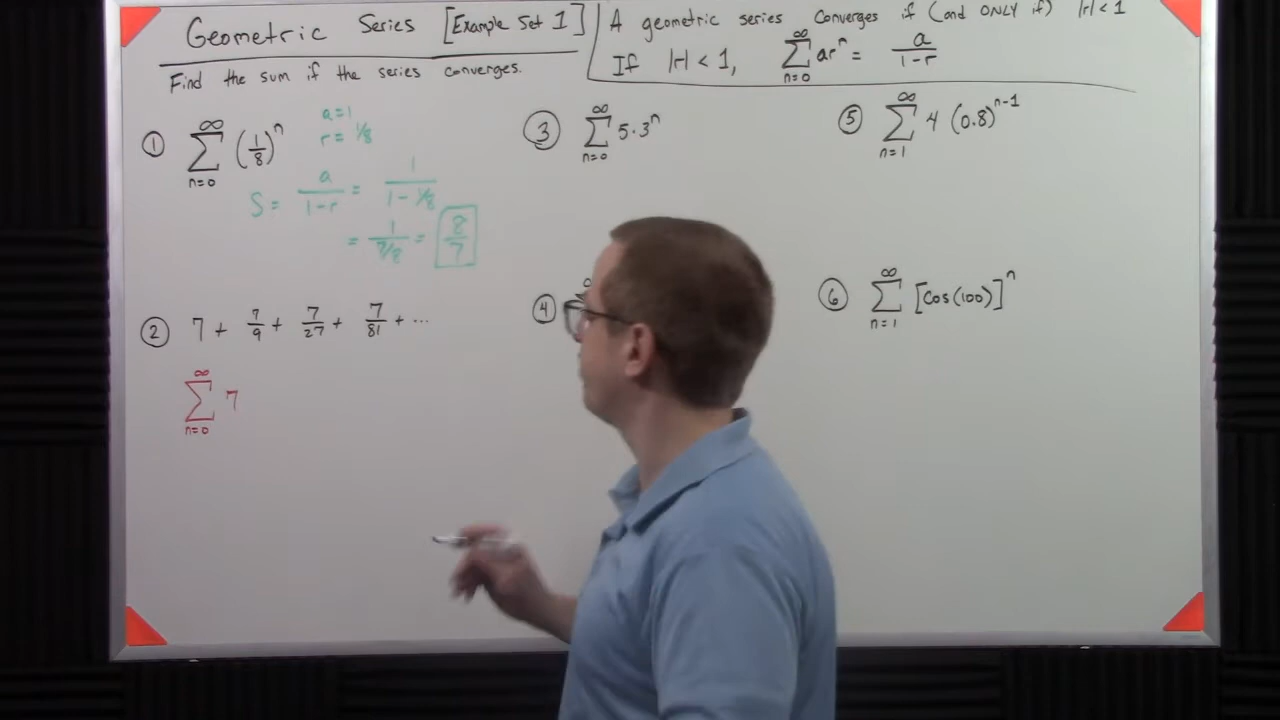 Geometric Series [Example Set 1]
Find the sum if the series converges.
A geometric series converges if (and ONLY if) |r| < 1
If |r| < 1, ∑_{n=0}^{∞} ar^n = a/(1-r)
① ∑_{n=0}^{∞} (1/8)^n
a=1
r=1/8
S = a/(1-r) = 1/(1-1/8)
= 1/(7/8) = 8/7
② 7 + 7/9 + 7/27 + 7/81 + ...
∑_{n=0}^{∞} 7
③ ∑_{n=0}^{∞} 5·3^n
④
⑤ ∑_{n=1}^{∞} 4 (0.8)^{n-1}
⑥ ∑_{n=1}^{∞} [cos(100)]^n